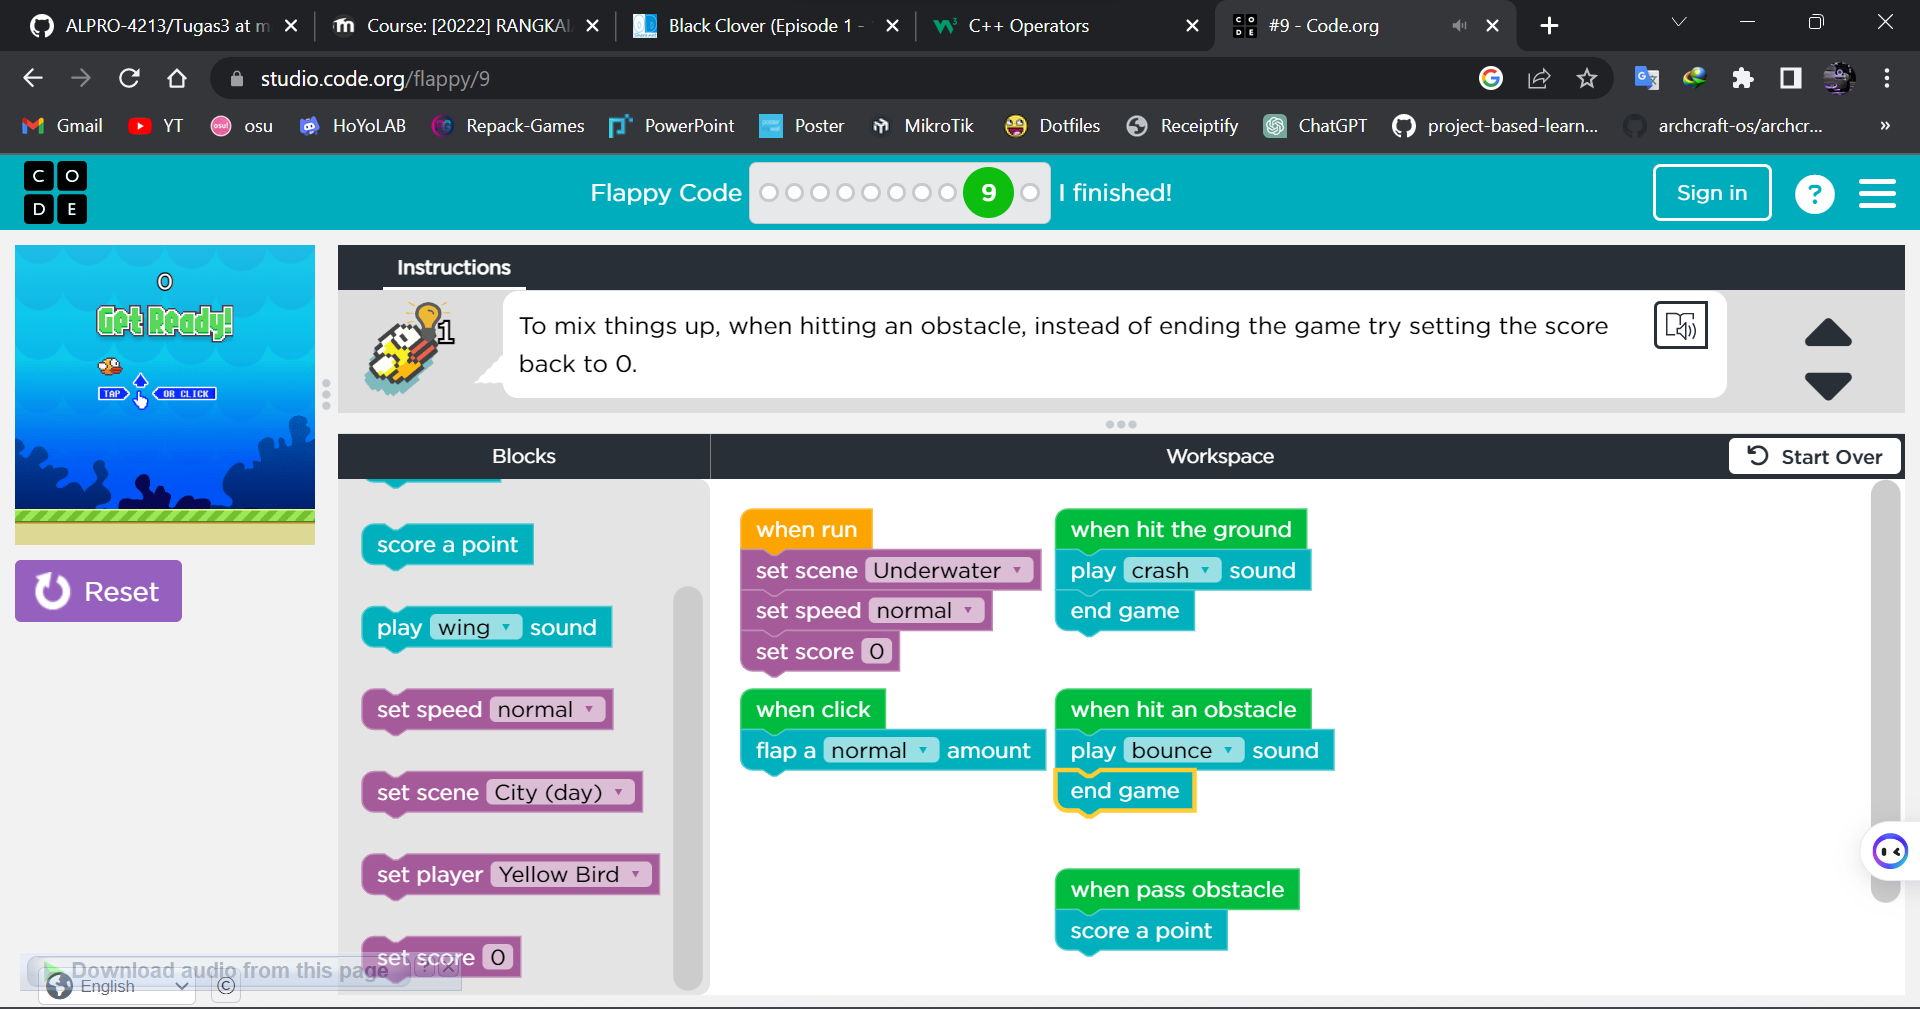 ALPRO-4213/Tugas3 at m
Course: [20222] RANGKAI
Black Clover (Episode 1 -
C++ Operators
#9 - Code.org
studio.code.org/flappy/9
Gmail
YT
osu
HoYoLAB
Repack-Games
PowerPoint
Poster
MikroTik
Dotfiles
Receiptify
ChatGPT
project-based-learn...
archcraft-os/archcr...
»
C O
D E
Flappy Code
9
I finished!
Sign in
?
0
Get Ready!
TAP
OR CLICK
Reset
Instructions
1
To mix things up, when hitting an obstacle, instead of ending the game try setting the score
back to 0.
Blocks
Workspace
Start Over
score a point
play wing sound
set speed normal
set scene City (day)
set player Yellow Bird
set score 0
when run
set scene Underwater
set speed normal
set score 0
when click
flap a normal amount
when hit the ground
play crash sound
end game
when hit an obstacle
play bounce sound
end game
when pass obstacle
score a point
Download audio from this page
? X
English
©